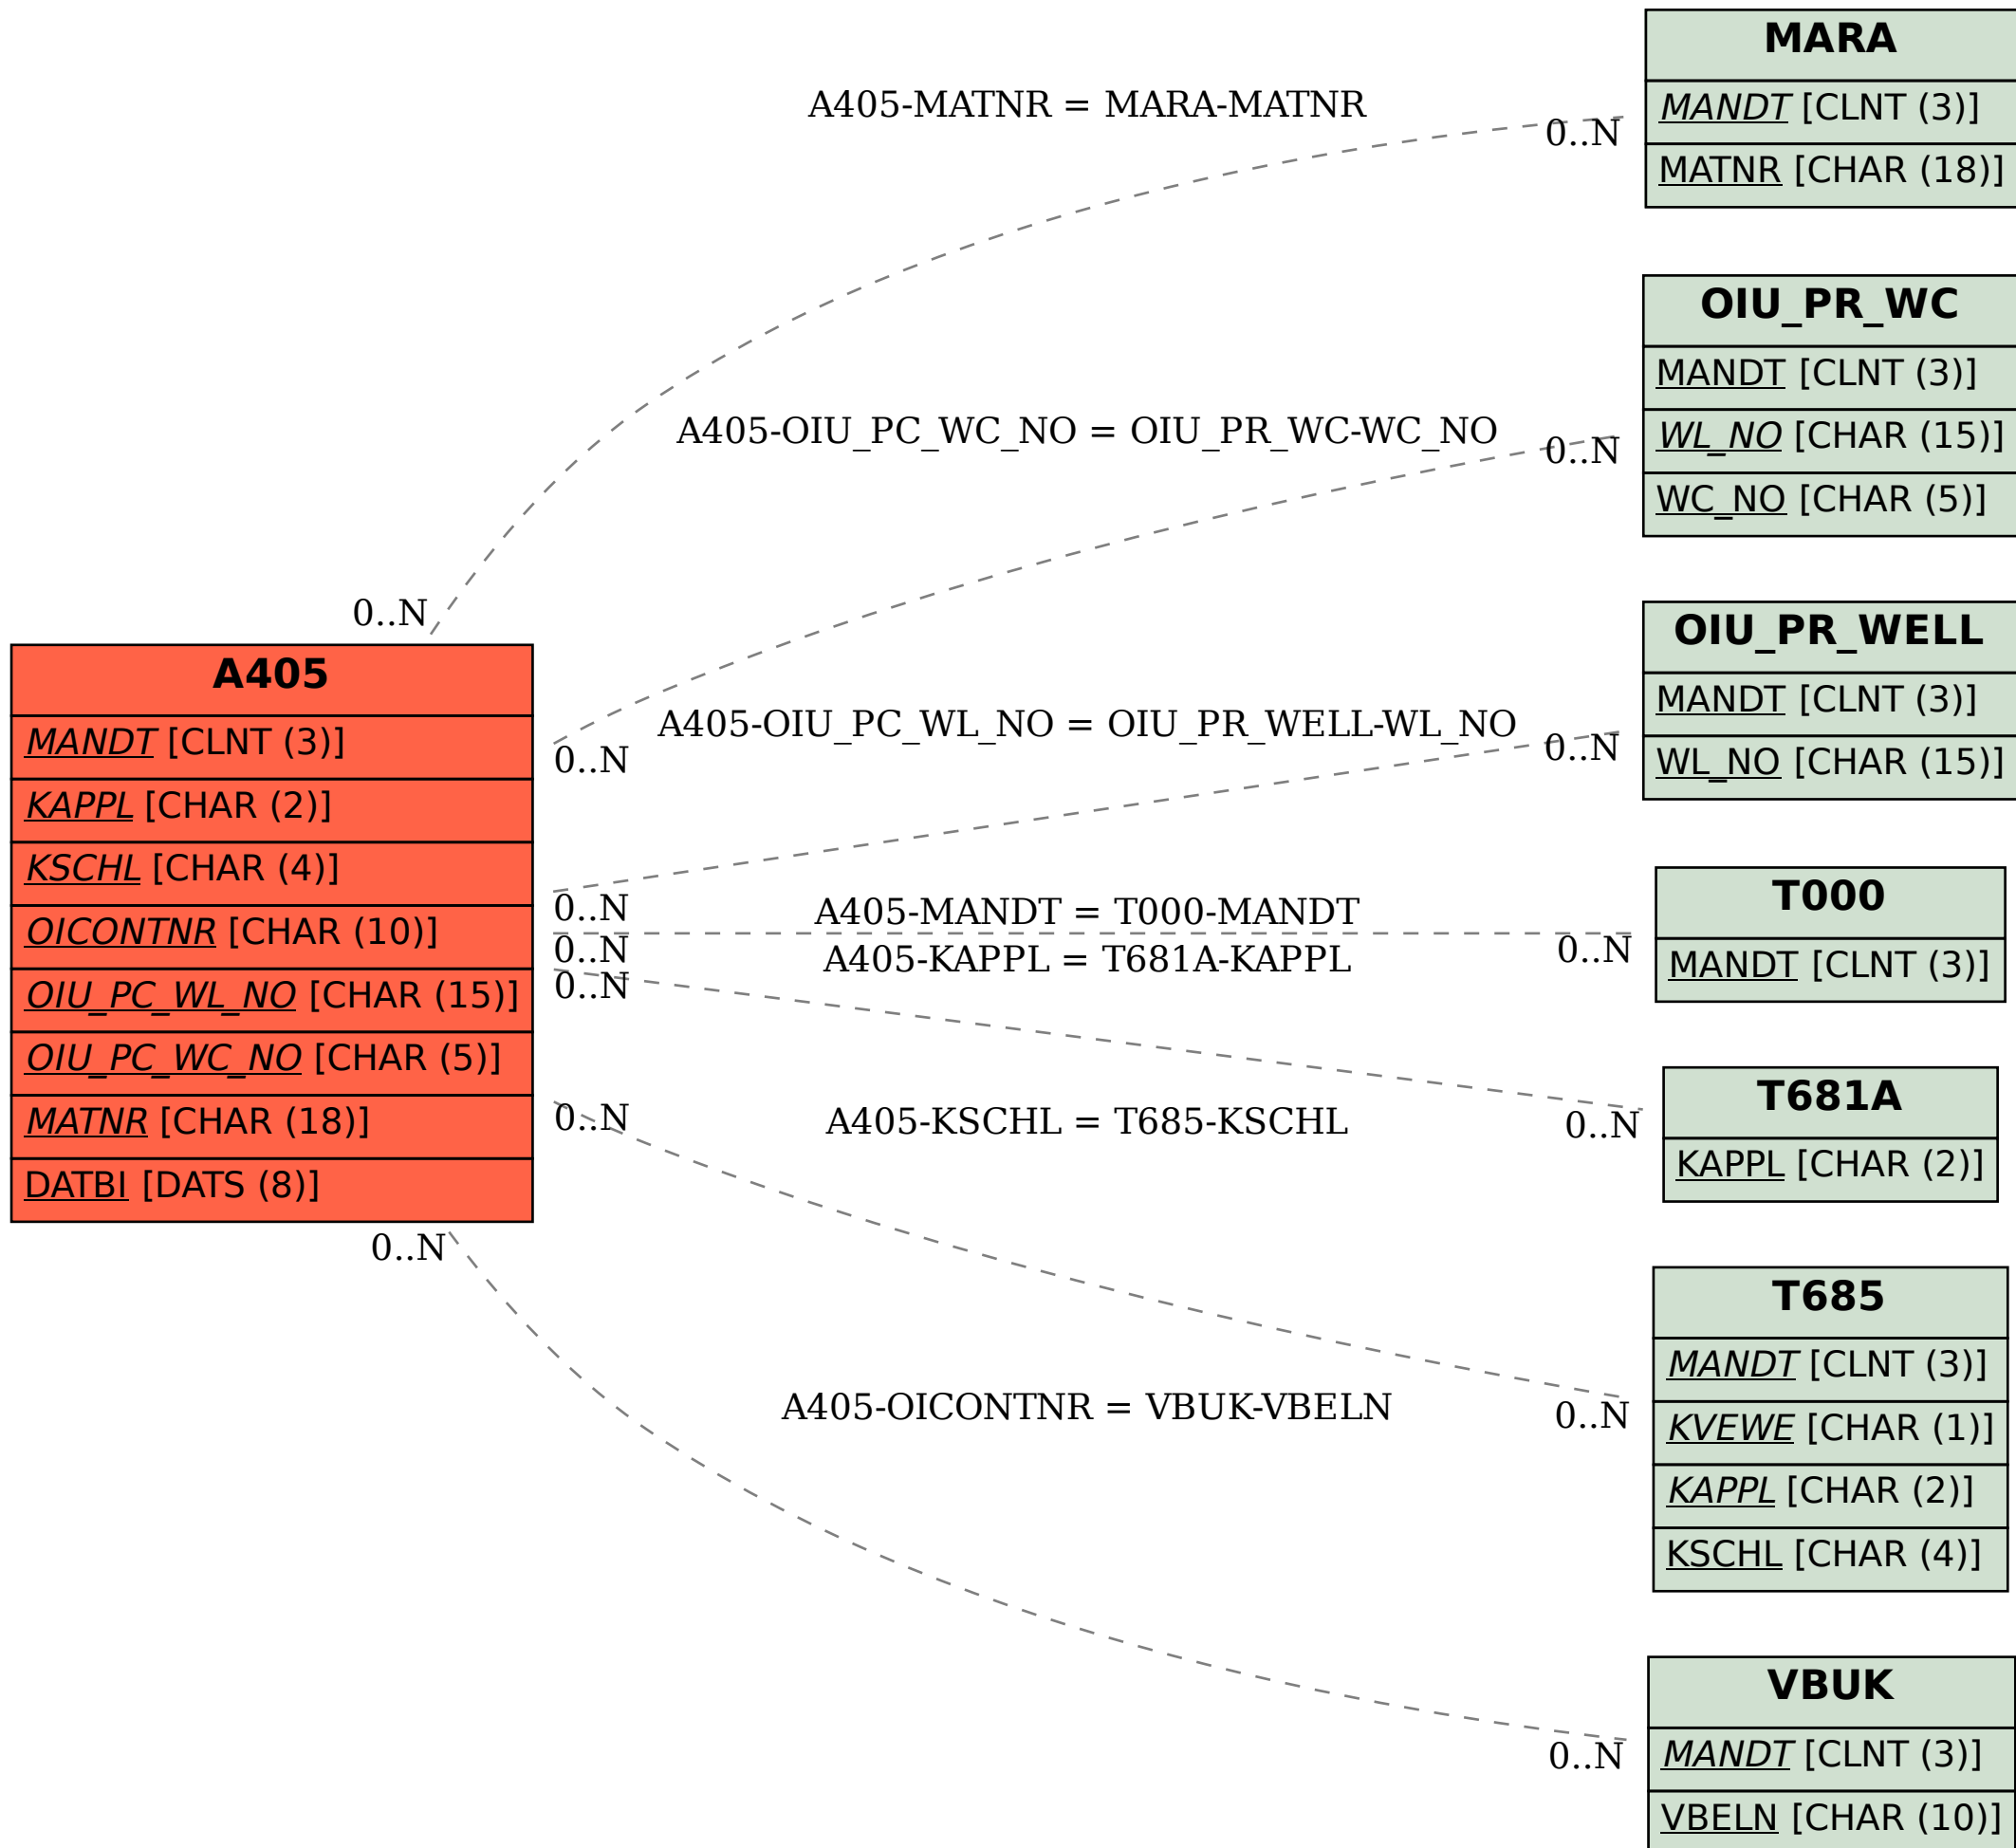 MARA
MANDT [CLNT (3)]
MATNR [CHAR (18)]
A405-MATNR = MARA-MATNR
0..N
0..N
OIU_PR_WC
MANDT [CLNT (3)]
WL_NO [CHAR (15)]
WC_NO [CHAR (5)]
A405-OIU_PC_WC_NO = OIU_PR_WC-WC_NO
0..N
0..N
OIU_PR_WELL
MANDT [CLNT (3)]
WL_NO [CHAR (15)]
A405-OIU_PC_WL_NO = OIU_PR_WELL-WL_NO
0..N
0..N
A405
MANDT [CLNT (3)]
KAPPL [CHAR (2)]
KSCHL [CHAR (4)]
OICONTNR [CHAR (10)]
OIU_PC_WL_NO [CHAR (15)]
OIU_PC_WC_NO [CHAR (5)]
MATNR [CHAR (18)]
DATBI [DATS (8)]
A405-MANDT = T000-MANDT
0..N
0..N
T000
MANDT [CLNT (3)]
A405-KAPPL = T681A-KAPPL
0..N
0..N
T681A
KAPPL [CHAR (2)]
A405-KSCHL = T685-KSCHL
0..N
0..N
T685
MANDT [CLNT (3)]
KVEWE [CHAR (1)]
KAPPL [CHAR (2)]
KSCHL [CHAR (4)]
A405-OICONTNR = VBUK-VBELN
0..N
0..N
VBUK
MANDT [CLNT (3)]
VBELN [CHAR (10)]